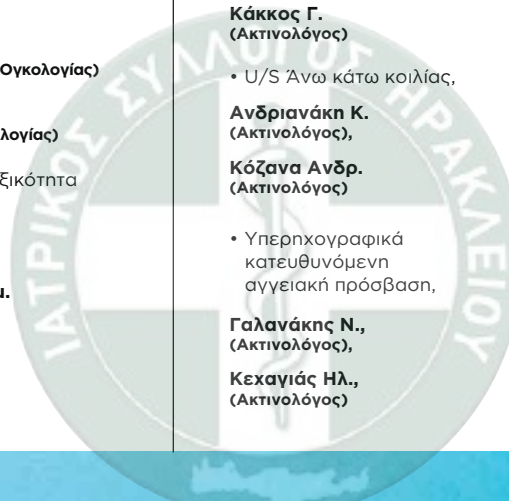 Ογκολογίας)
λογίας)
ξικότητα
μ.
Κάκκος Γ.
(Ακτινολόγος)
• U/S Άνω κάτω κοιλίας,
Ανδριανάκη Κ.
(Ακτινολόγος),
Κόζανα Ανδρ.
(Ακτινολόγος)
• Υπερηχογραφικά
κατευθυνόμενη
αγγειακή πρόσβαση,
Γαλανάκης Ν.,
(Ακτινολόγος),
Κεχαγιάς Ηλ.,
(Ακτινολόγος)
ΙΑΤΡΙΚΟΣ ΣΥΛΛΟΓΟΣ ΗΡΑΚΛΕΙΟΥ